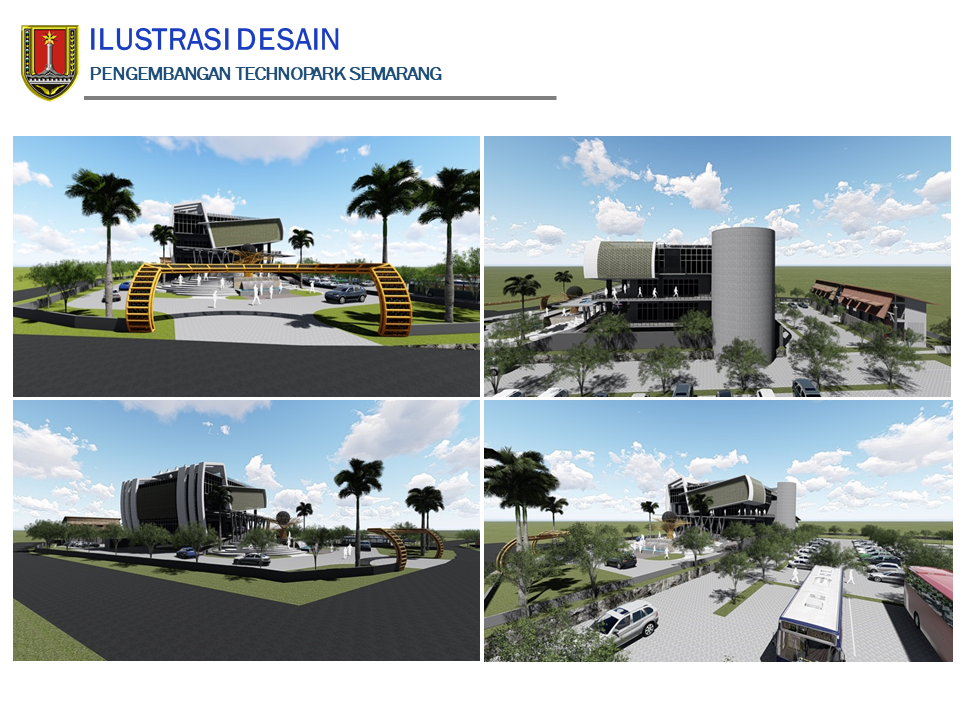 ILUSTRASI DESAIN
PENGEMBANGAN TECHNOPARK SEMARANG